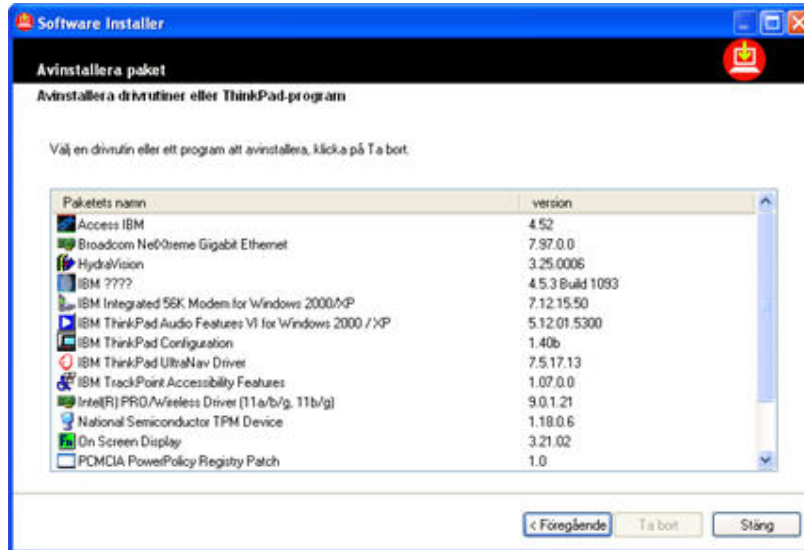 Software Installer
Avinstallera paket
Avinstallera drivrutiner eller ThinkPad-program
Välj en drivrutin eller ett program att avinstallera, klicka på Ta bort.
Paketets namn version
Access IBM 4.52
Broadcom NetXtreme Gigabit Ethernet 7.97.0.0
HydraVision 3.25.0006
IBM ???? 4.5.3 Build 1093
IBM Integrated 56K Modem for Windows 2000/XP 7.12.15.50
IBM ThinkPad Audio Features VI for Windows 2000 / XP 5.12.01.5300
IBM ThinkPad Configuration 1.40b
IBM ThinkPad UltraNav Driver 7.5.17.13
IBM TrackPoint Accessibility Features 1.07.0.0
Intel(R) PRO/Wireless Driver (11a/b/g, 11b/g) 9.0.1.21
National Semiconductor TPM Device 1.18.0.6
On Screen Display 3.21.02
PCMCIA PowerPolicy Registry Patch 1.0
< Föregående Ta bort Stäng